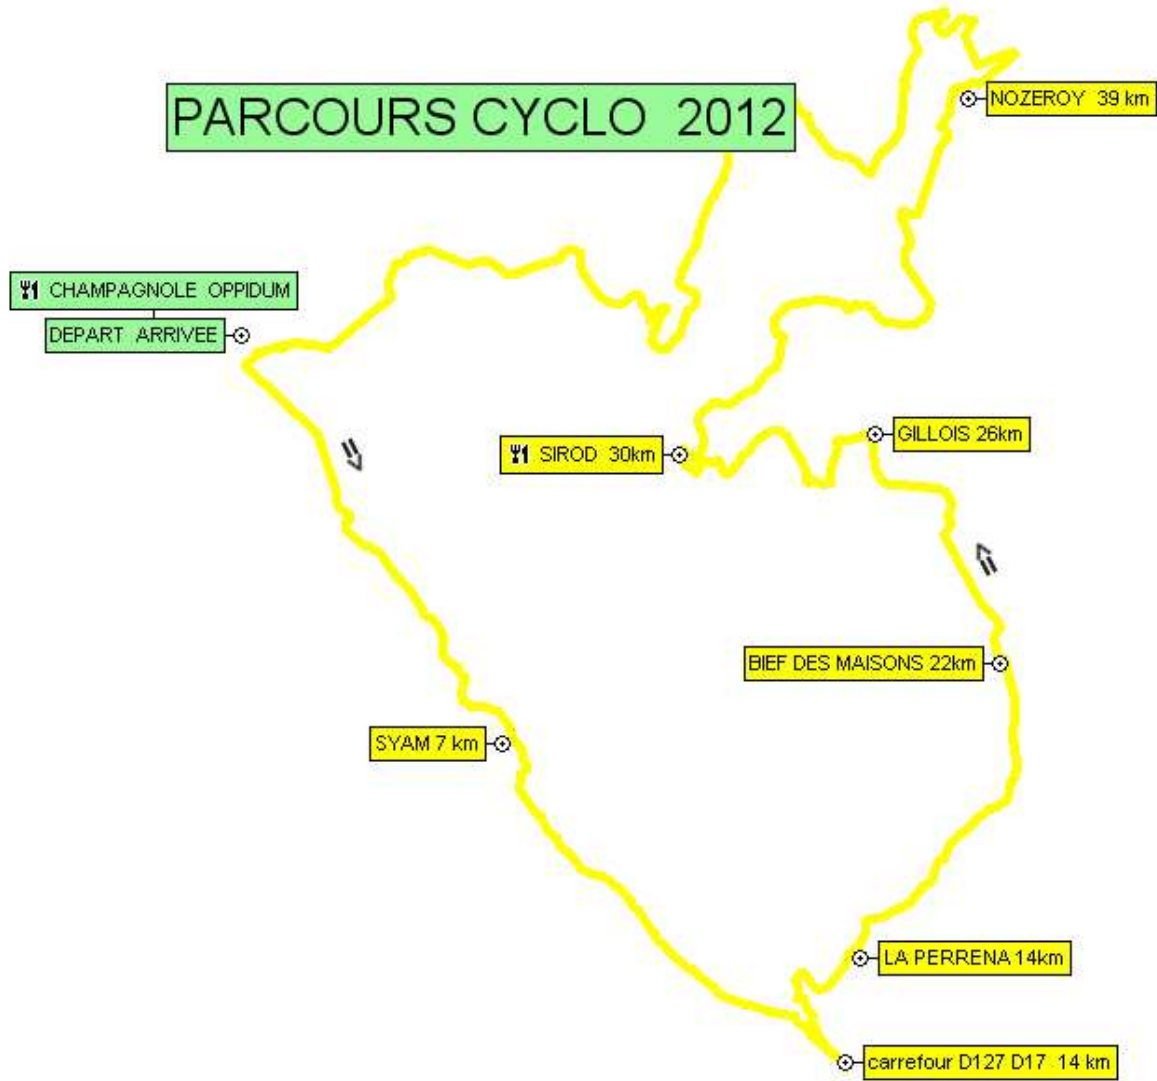 PARCOURS CYCLO 2012
NOZEROY 39 km
CHAMPAGNOLE OPPIDUM
DEPART ARRIVEE
GILLOIS 26km
SIROD 30km
BIEF DES MAISONS 22km
SYAM 7 km
LA PERRENA 14km
carrefour D127 D17 14 km